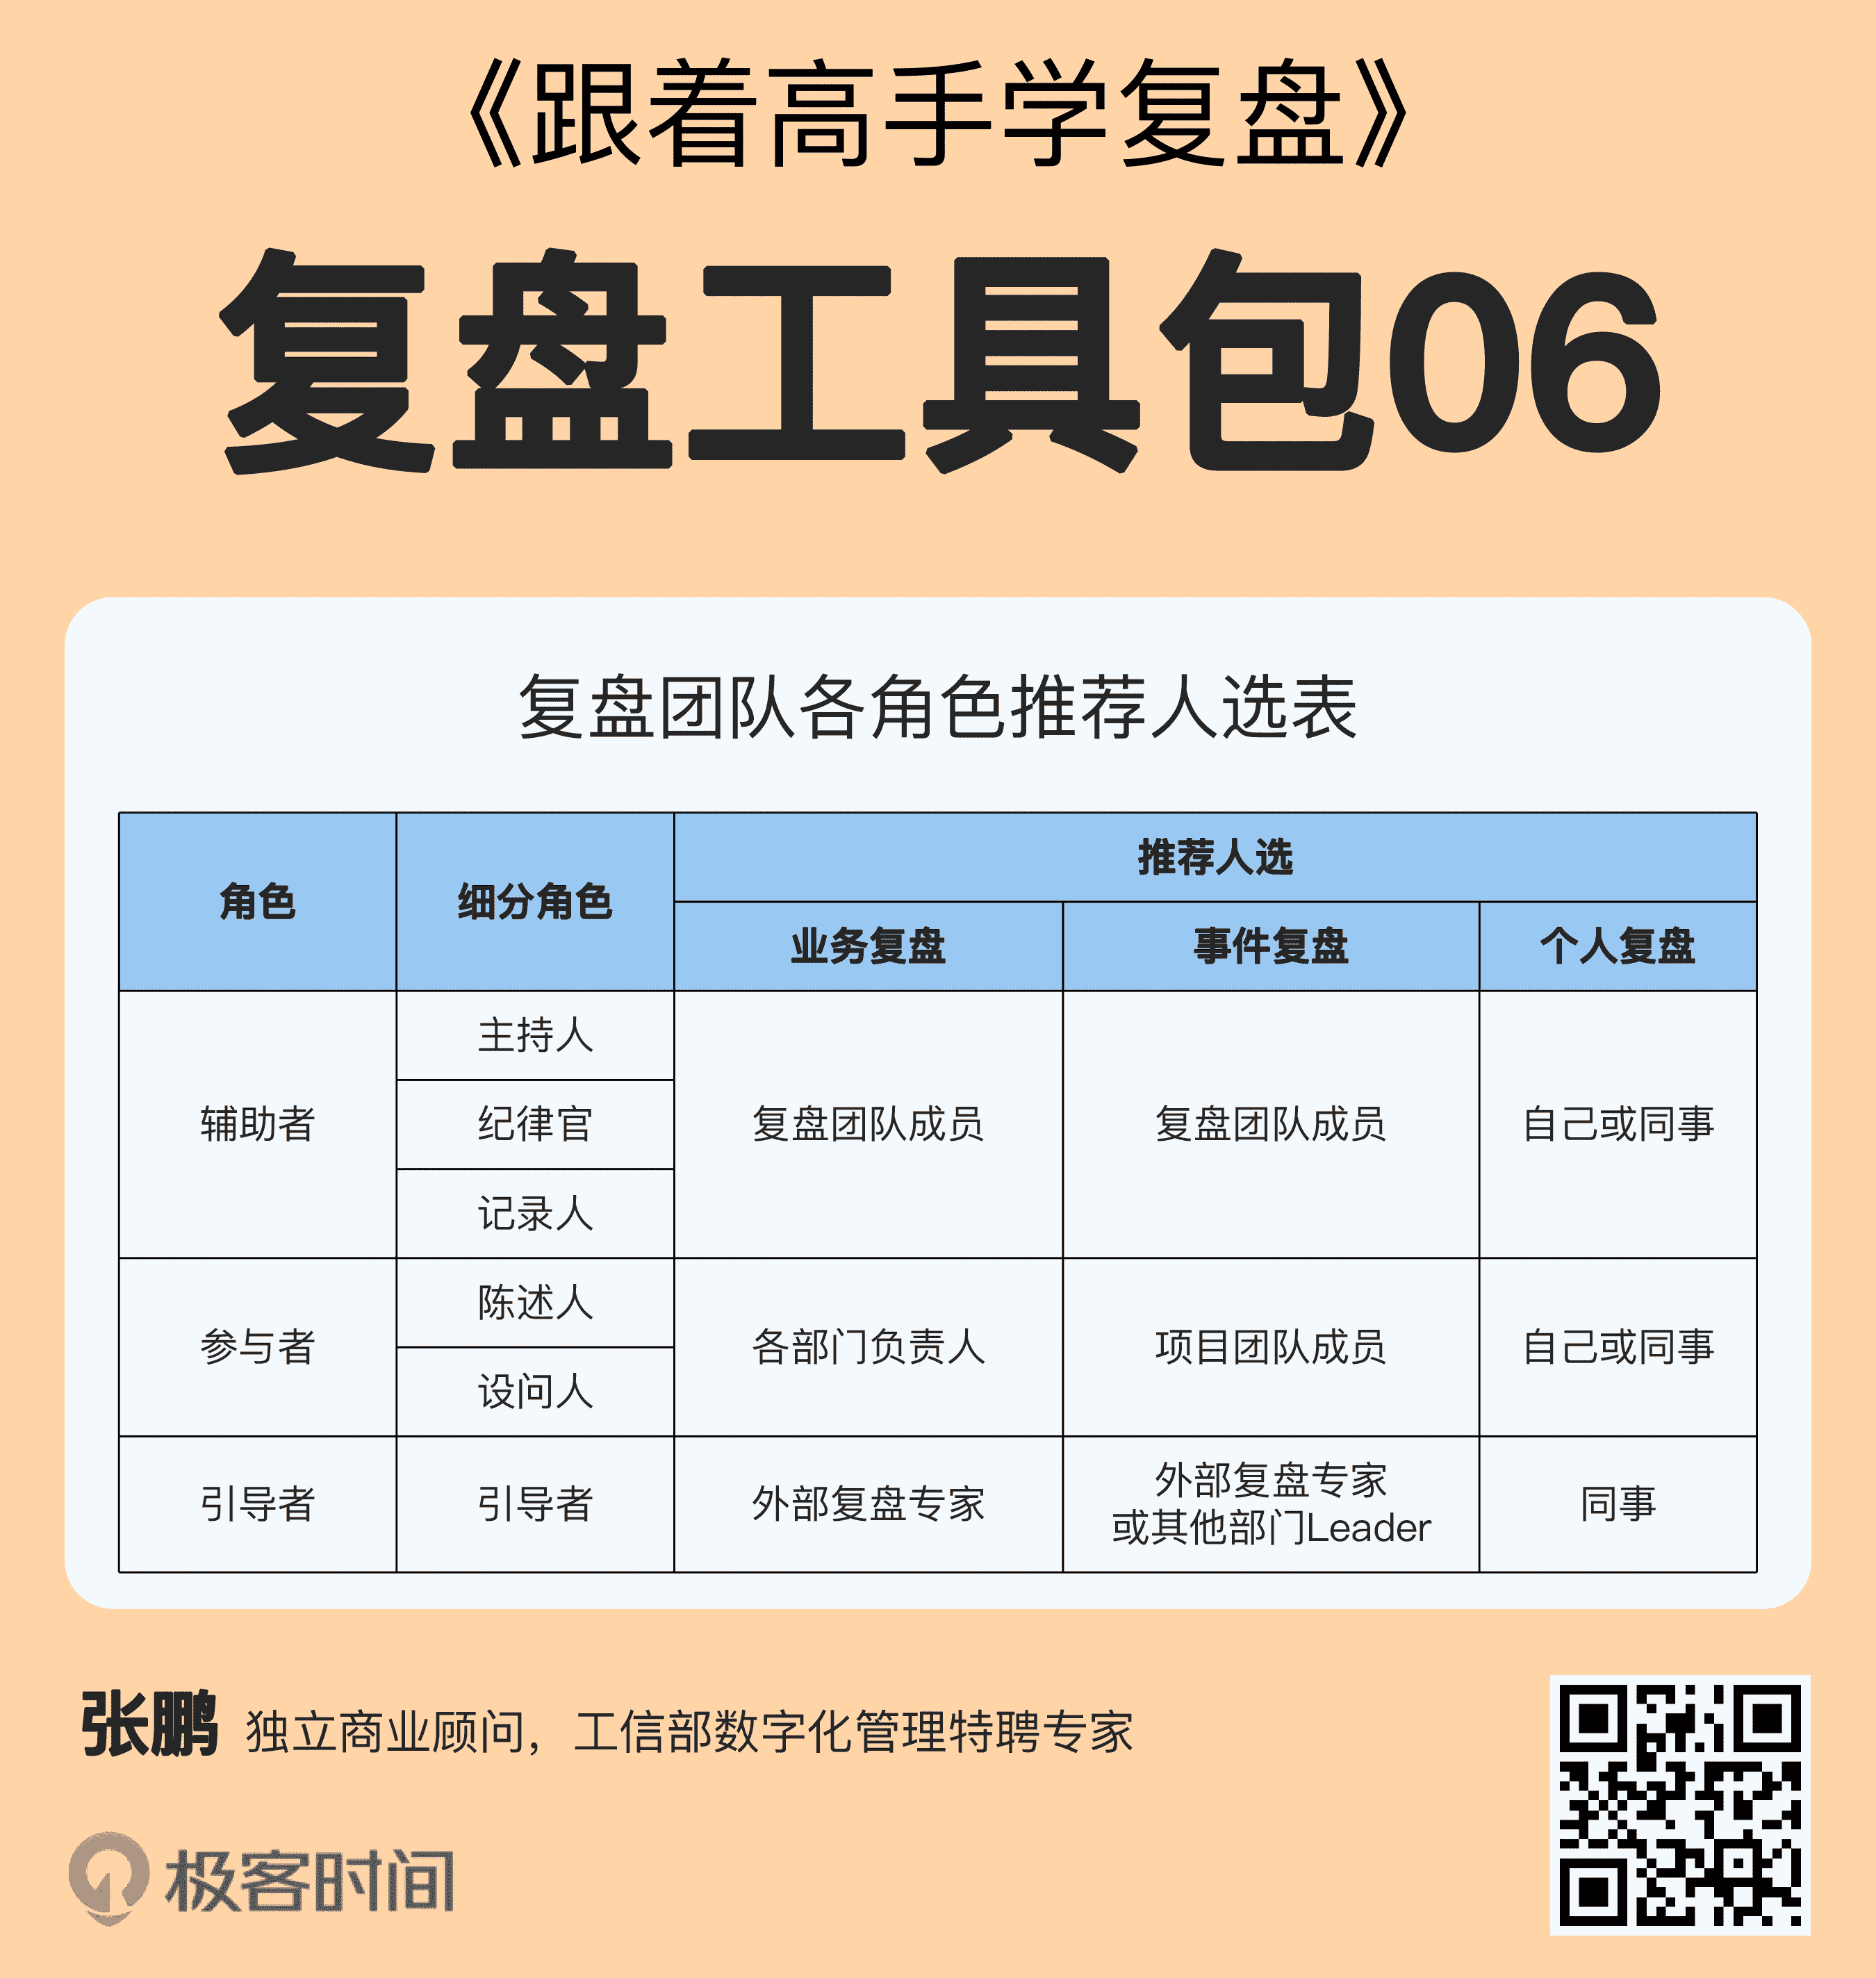 《跟着高手学复盘》
复盘工具包06
复盘团队各角色推荐人选表
角色 细分角色 推荐人选
业务复盘 事件复盘 个人复盘
辅助者 主持人 复盘团队成员 复盘团队成员 自己或同事
纪律官
记录人
参与者 陈述人 各部门负责人 项目团队成员 自己或同事
设问人
引导者 引导者 外部复盘专家 外部复盘专家 同事
或其他部门Leader
张鹏 独立商业顾问，工信部数字化管理特聘专家
极客时间